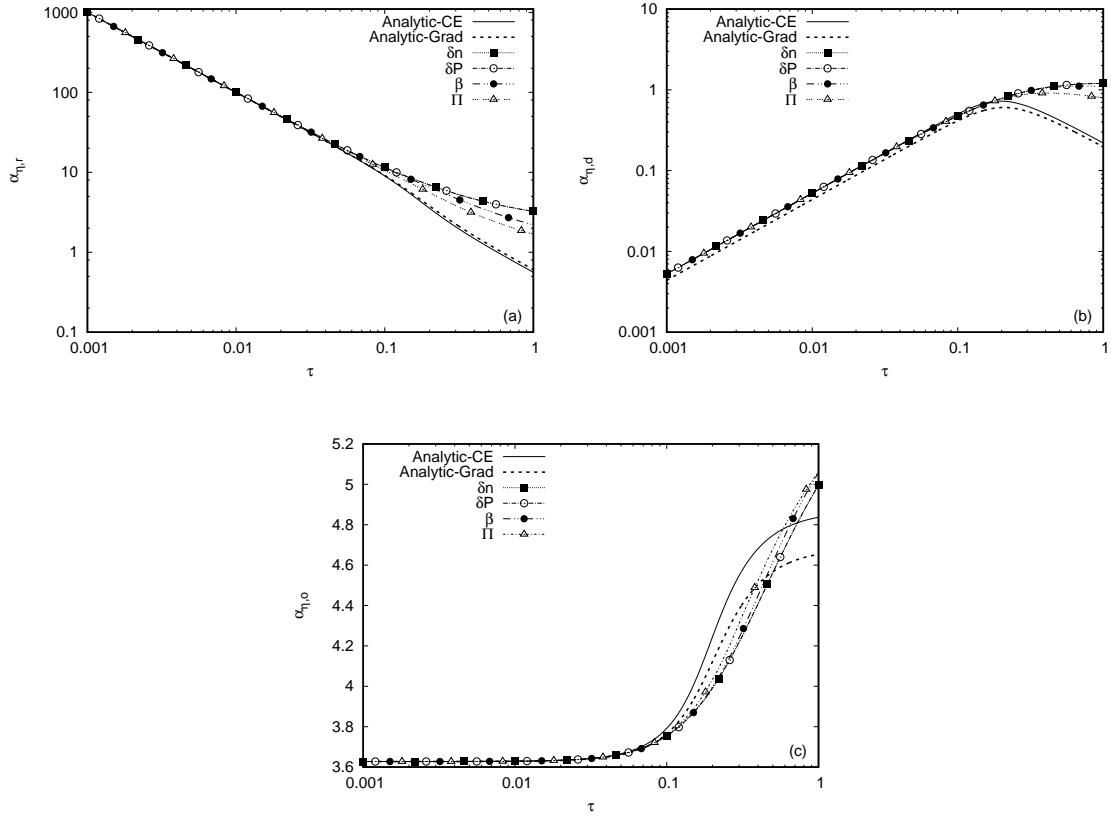 1000
100
10
1
0.1
0.001
0.01
0.1
1
α_{η,r}
τ
Analytic-CE
Analytic-Grad
δn
δP
β
Π
(a)
10
1
0.1
0.01
0.001
0.001
0.01
0.1
1
α_{η,d}
τ
Analytic-CE
Analytic-Grad
δn
δP
β
Π
(b)
5.2
5
4.8
4.6
4.4
4.2
4
3.8
3.6
0.001
0.01
0.1
1
α_{η,o}
τ
Analytic-CE
Analytic-Grad
δn
δP
β
Π
(c)